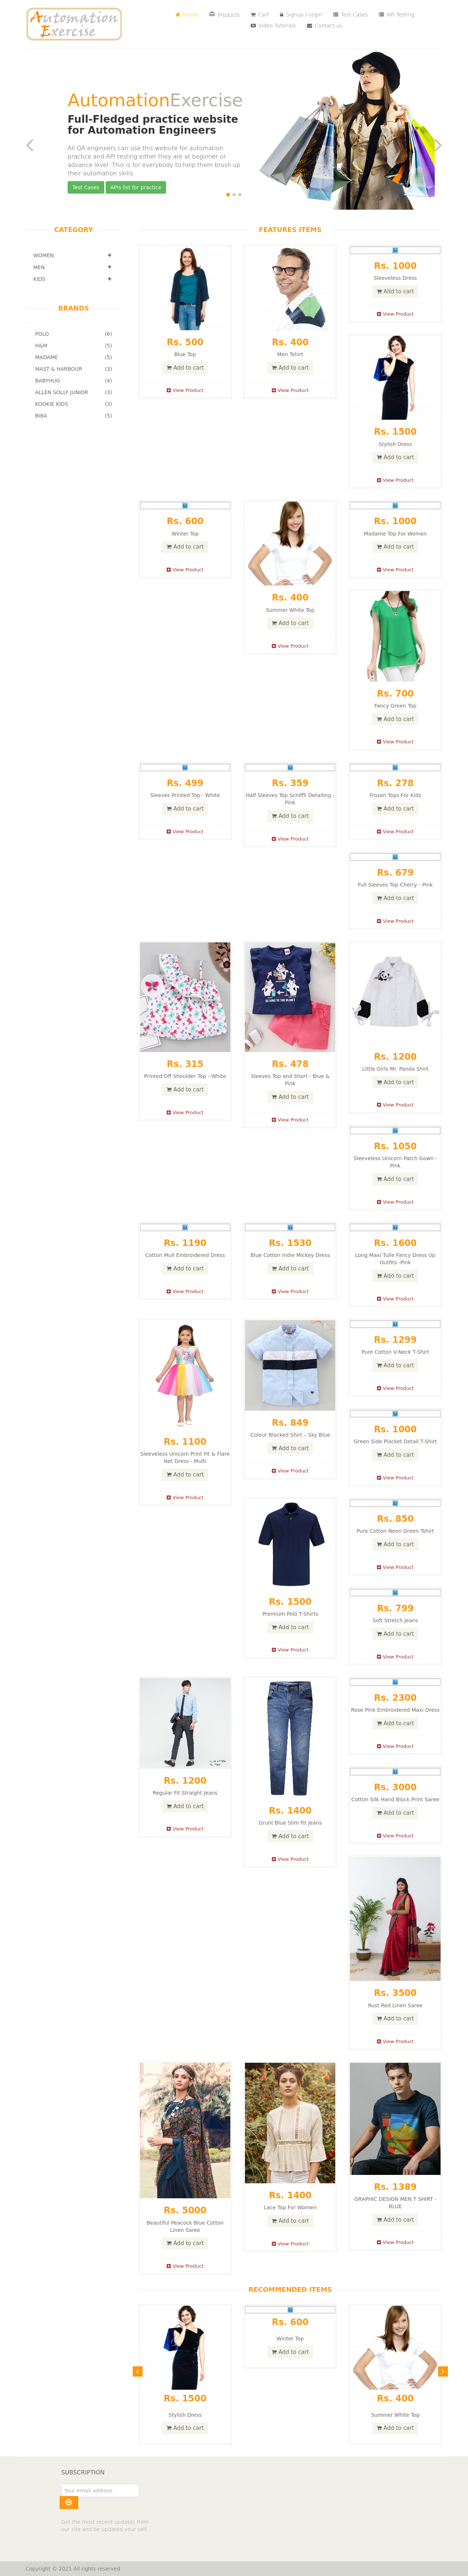 Automation
Exercise
Home
Products
Cart
Signup / Login
Test Cases
API Testing
Video Tutorials
Contact us
AutomationExercise
Full-Fledged practice website
for Automation Engineers
All QA engineers can use this website for automation
practice and API testing either they are at beginner or
advance level. This is for everybody to help them brush up
their automation skills.
Test Cases
APIs list for practice
CATEGORY
WOMEN
MEN
KIDS
BRANDS
POLO (6)
H&M (5)
MADAME (5)
MAST & HARBOUR (3)
BABYHUG (4)
ALLEN SOLLY JUNIOR (3)
KOOKIE KIDS (3)
BIBA (5)
FEATURES ITEMS
Rs. 500
Blue Top
Add to cart
View Product
Rs. 400
Men Tshirt
Add to cart
View Product
Rs. 1000
Sleeveless Dress
Add to cart
View Product
Rs. 1500
Stylish Dress
Add to cart
View Product
Rs. 600
Winter Top
Add to cart
View Product
Rs. 400
Summer White Top
Add to cart
View Product
Rs. 1000
Madame Top For Women
Add to cart
View Product
Rs. 700
Fancy Green Top
Add to cart
View Product
Rs. 499
Sleeves Printed Top - White
Add to cart
View Product
Rs. 359
Half Sleeves Top Schiffli Detailing -
Pink
Add to cart
View Product
Rs. 278
Frozen Tops For Kids
Add to cart
View Product
Rs. 679
Full Sleeves Top Cherry - Pink
Add to cart
View Product
Rs. 315
Printed Off Shoulder Top - White
Add to cart
View Product
Rs. 478
Sleeves Top and Short - Blue &
Pink
Add to cart
View Product
Rs. 1200
Little Girls Mr. Panda Shirt
Add to cart
View Product
Rs. 1050
Sleeveless Unicorn Patch Gown -
Pink
Add to cart
View Product
Rs. 1190
Cotton Mull Embroidered Dress
Add to cart
View Product
Rs. 1530
Blue Cotton Indie Mickey Dress
Add to cart
View Product
Rs. 1600
Long Maxi Tulle Fancy Dress Up
Outfits -Pink
Add to cart
View Product
Rs. 1100
Sleeveless Unicorn Print Fit & Flare
Net Dress - Multi
Add to cart
View Product
Rs. 849
Colour Blocked Shirt – Sky Blue
Add to cart
View Product
Rs. 1299
Pure Cotton V-Neck T-Shirt
Add to cart
View Product
Rs. 1000
Green Side Placket Detail T-Shirt
Add to cart
View Product
Rs. 1500
Premium Polo T-Shirts
Add to cart
View Product
Rs. 850
Pure Cotton Neon Green Tshirt
Add to cart
View Product
Rs. 799
Soft Stretch Jeans
Add to cart
View Product
Rs. 1200
Regular Fit Straight Jeans
Add to cart
View Product
Rs. 1400
Grunt Blue Slim Fit Jeans
Add to cart
View Product
Rs. 2300
Rose Pink Embroidered Maxi Dress
Add to cart
View Product
Rs. 3000
Cotton Silk Hand Block Print Saree
Add to cart
View Product
Rs. 3500
Rust Red Linen Saree
Add to cart
View Product
Rs. 5000
Beautiful Peacock Blue Cotton
Linen Saree
Add to cart
View Product
Rs. 1400
Lace Top For Women
Add to cart
View Product
Rs. 1389
GRAPHIC DESIGN MEN T SHIRT -
BLUE
Add to cart
View Product
RECOMMENDED ITEMS
Rs. 1500
Stylish Dress
Add to cart
Rs. 600
Winter Top
Add to cart
Rs. 400
Summer White Top
Add to cart
SUBSCRIPTION
Your email address
Get the most recent updates from
our site and be updated your self.
Copyright © 2021 All rights reserved